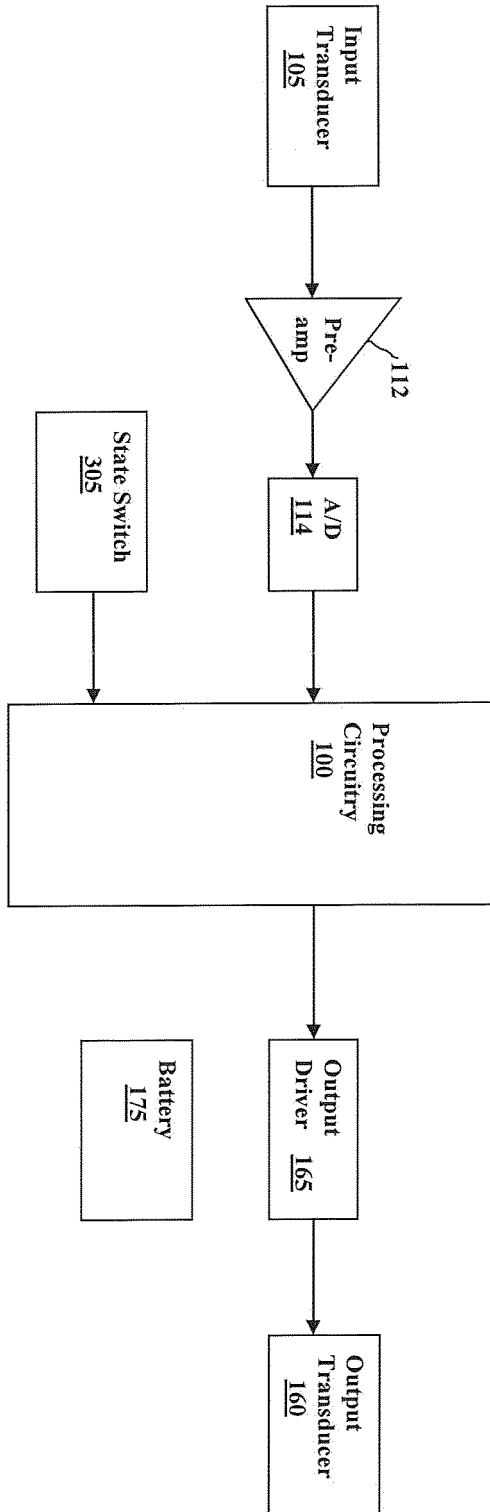 Input
Transducer
105
Pre-
amp
112
A/D
114
State Switch
305
Processing
Circuitry
100
Output
Driver 165
Battery
175
Output
Transducer
160